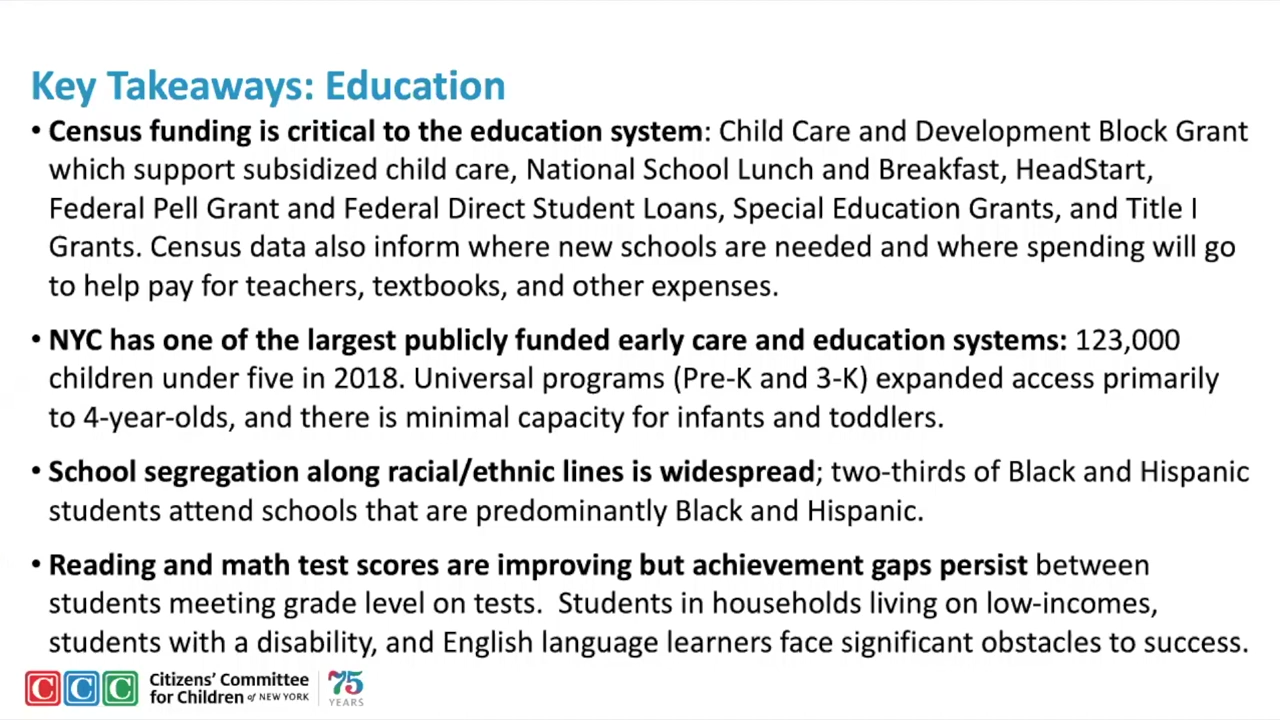 Key Takeaways: Education
• Census funding is critical to the education system: Child Care and Development Block Grant
which support subsidized child care, National School Lunch and Breakfast, HeadStart,
Federal Pell Grant and Federal Direct Student Loans, Special Education Grants, and Title I
Grants. Census data also inform where new schools are needed and where spending will go
to help pay for teachers, textbooks, and other expenses.
• NYC has one of the largest publicly funded early care and education systems: 123,000
children under five in 2018. Universal programs (Pre-K and 3-K) expanded access primarily
to 4-year-olds, and there is minimal capacity for infants and toddlers.
• School segregation along racial/ethnic lines is widespread; two-thirds of Black and Hispanic
students attend schools that are predominantly Black and Hispanic.
• Reading and math test scores are improving but achievement gaps persist between
students meeting grade level on tests.  Students in households living on low-incomes,
students with a disability, and English language learners face significant obstacles to success.
C C C
Citizens' Committee
for Children of NEW YORK
75
YEARS